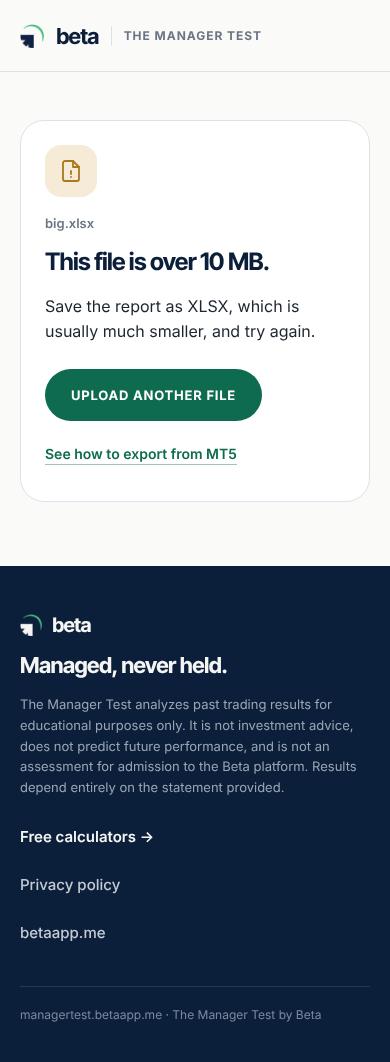 beta THE MANAGER TEST
big.xlsx
This file is over 10 MB.
Save the report as XLSX, which is
usually much smaller, and try again.
UPLOAD ANOTHER FILE
See how to export from MT5
beta
Managed, never held.
The Manager Test analyzes past trading results for
educational purposes only. It is not investment advice,
does not predict future performance, and is not an
assessment for admission to the Beta platform. Results
depend entirely on the statement provided.
Free calculators →
Privacy policy
betaapp.me
managertest.betaapp.me · The Manager Test by Beta